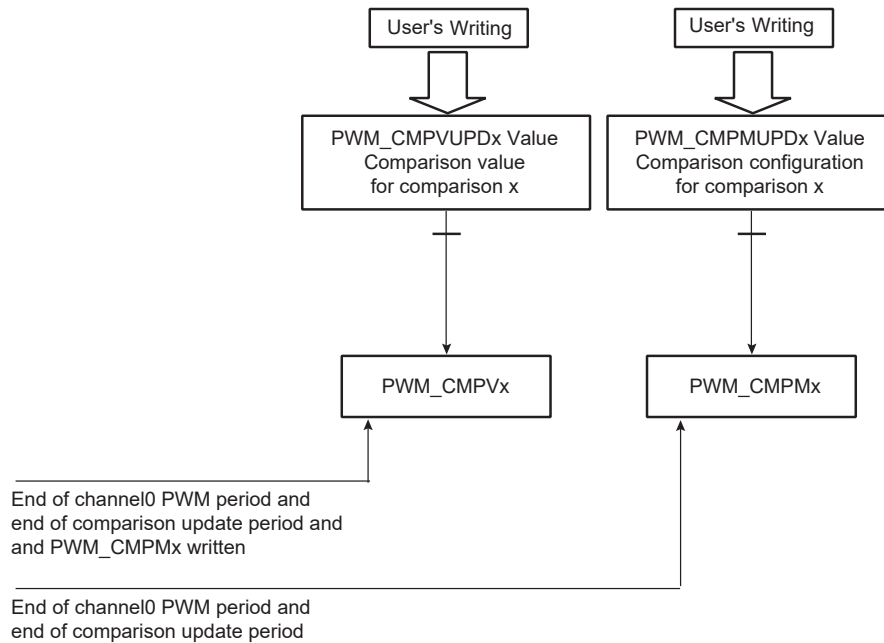 User's Writing
User's Writing
PWM_CMPVUPDx Value
Comparison value
for comparison x
PWM_CMPMUPDx Value
Comparison configuration
for comparison x
PWM_CMPVx
PWM_CMPMx
End of channel0 PWM period and
end of comparison update period and
and PWM_CMPMx written
End of channel0 PWM period and
end of comparison update period